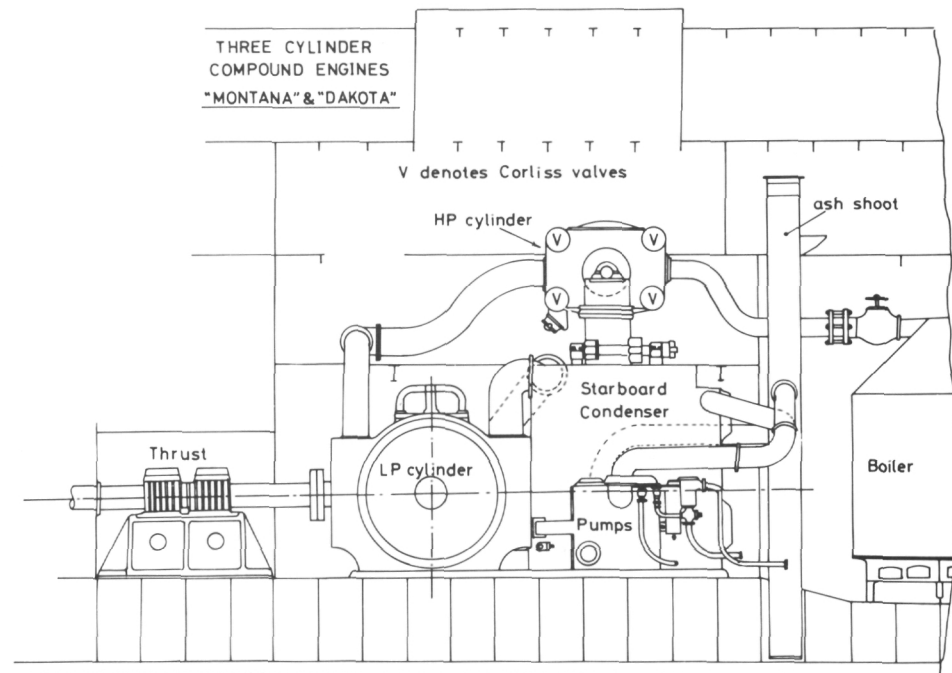 THREE CYLINDER
COMPOUND ENGINES
"MONTANA" & "DAKOTA"
V denotes Corliss valves
HP cylinder
ash shoot
V
V
V
V
Starboard
Condenser
Thrust
LP cylinder
Boiler
Pumps